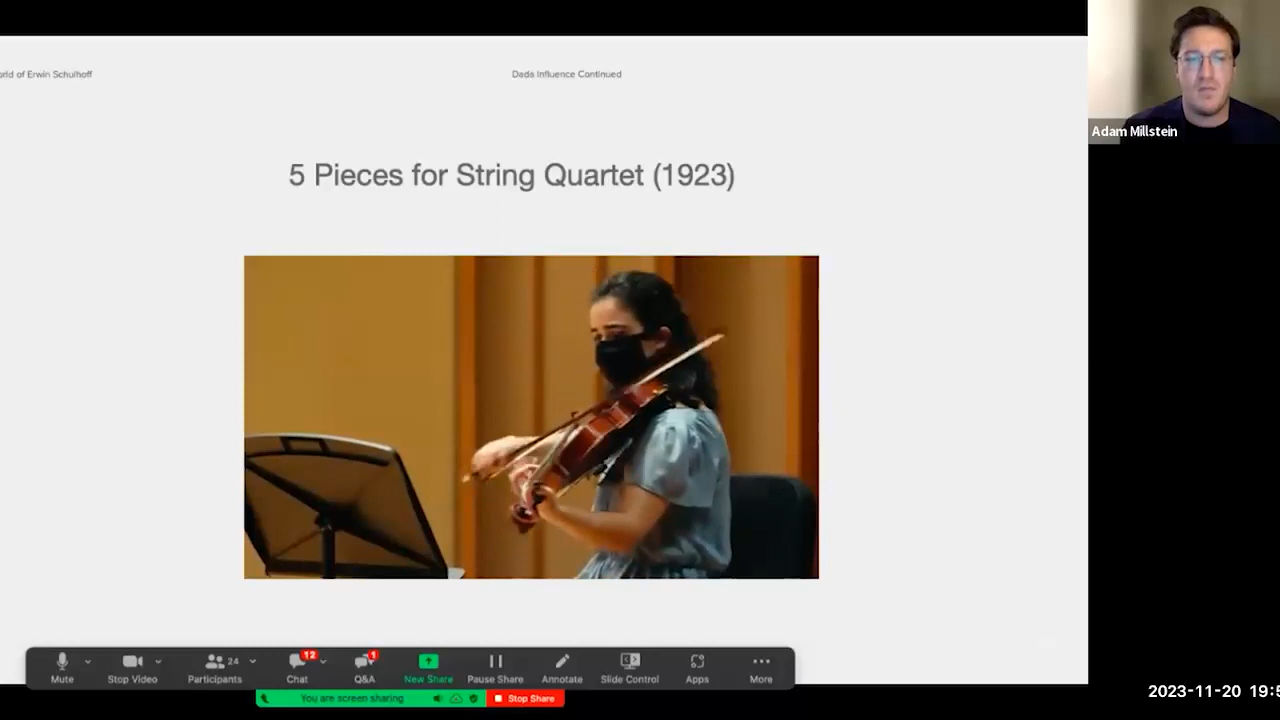 orld of Erwin Schulhoff
Dada Influence Continued
Adam Millstein
5 Pieces for String Quartet (1923)
12
1
24
Mute
Stop Video
Participants
Chat
Q&A
New Share
Pause Share
Annotate
Slide Control
Apps
More
You are screen sharing
Stop Share
2023-11-20 19:5